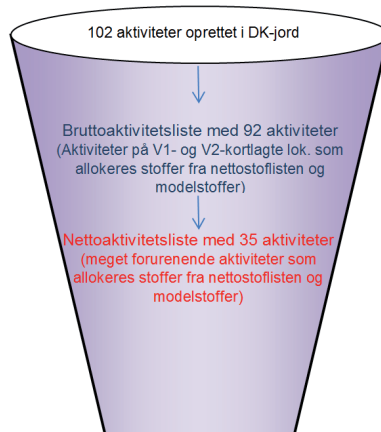 102 aktiviteter oprettet i DK-jord
Bruttoaktivitetsliste med 92 aktiviteter
(Aktiviteter på V1- og V2-kortlagte lok. som
allokeres stoffer fra nettostoflisten og
modelstoffer)
Nettoaktivitetsliste med 35 aktiviteter
(meget forurenende aktiviteter som
allokeres stoffer fra nettostoflisten og
modelstoffer)